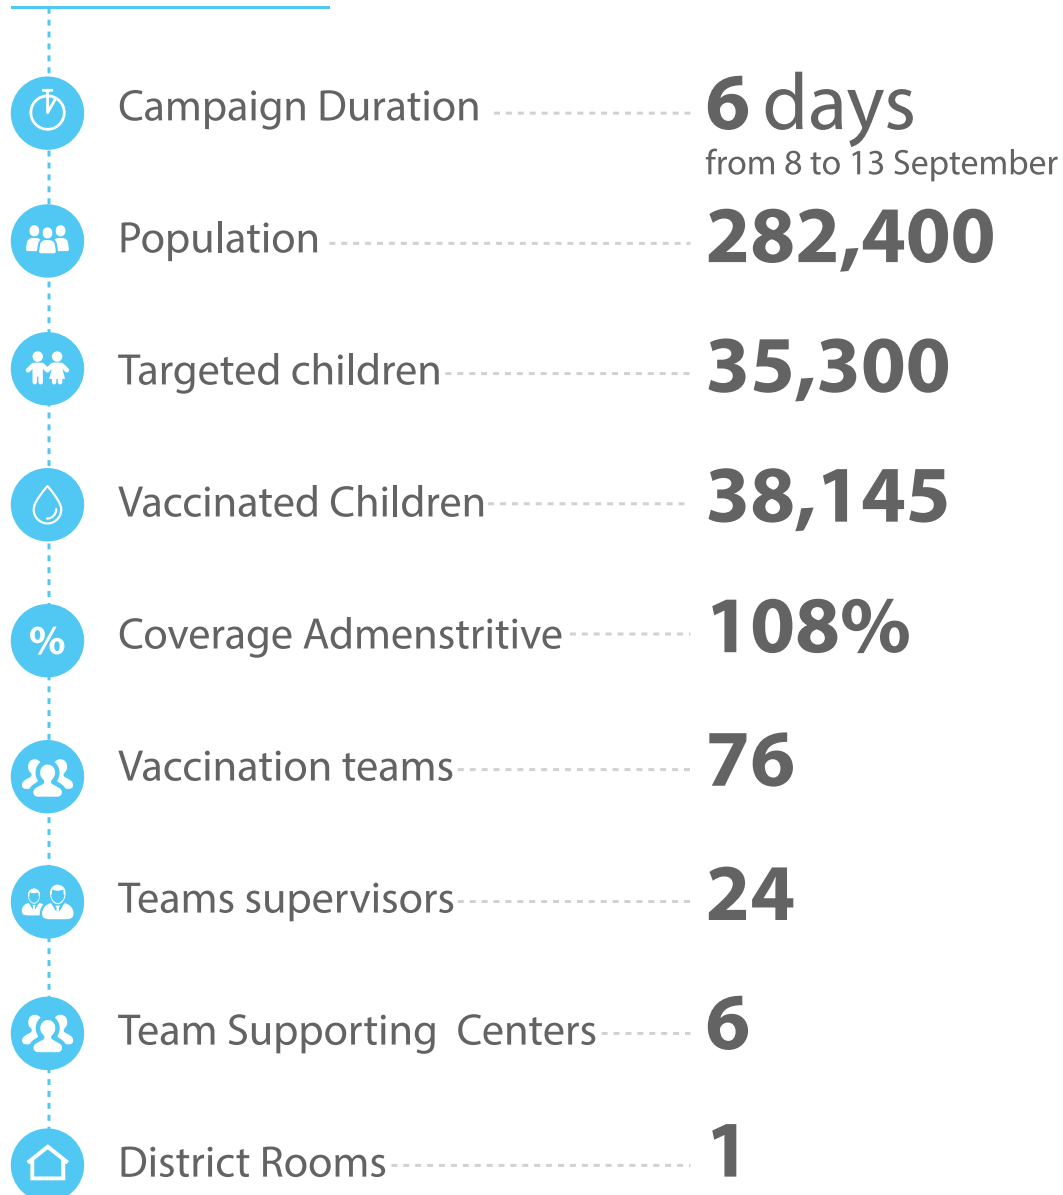 Campaign Duration 6 days
from 8 to 13 September
Population 282,400
Targeted children 35,300
Vaccinated Children 38,145
% Coverage Admenstritive 108%
Vaccination teams 76
Teams supervisors 24
Team Supporting Centers 6
District Rooms 1